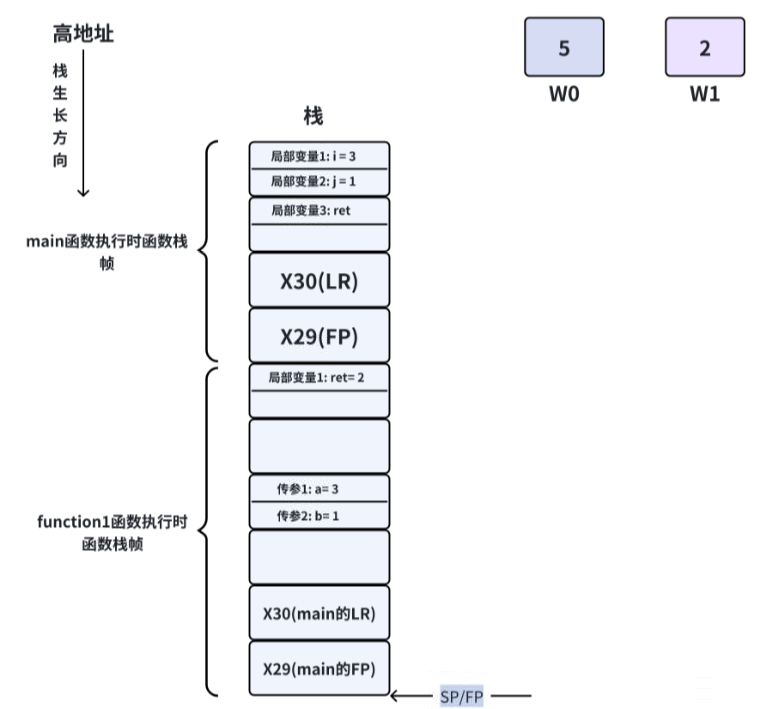 高地址
栈
生
长
方
向
5
2
W0
W1
栈
局部变量1: i = 3
局部变量2: j = 1
局部变量3: ret
main函数执行时函数栈
帧
X30(LR)
X29(FP)
局部变量1: ret= 2
传参1: a= 3
传参2: b= 1
function1函数执行时
函数栈帧
X30(main的LR)
X29(main的FP)
SP/FP